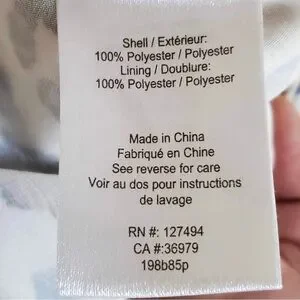 Shell / Extérieur:
100% Polyester / Polyester
Lining / Doublure:
100% Polyester / Polyester
Made in China
Fabriqué en Chine
See reverse for care
Voir au dos pour instructions
de lavage
RN #: 127494
CA #:36979
198b85p